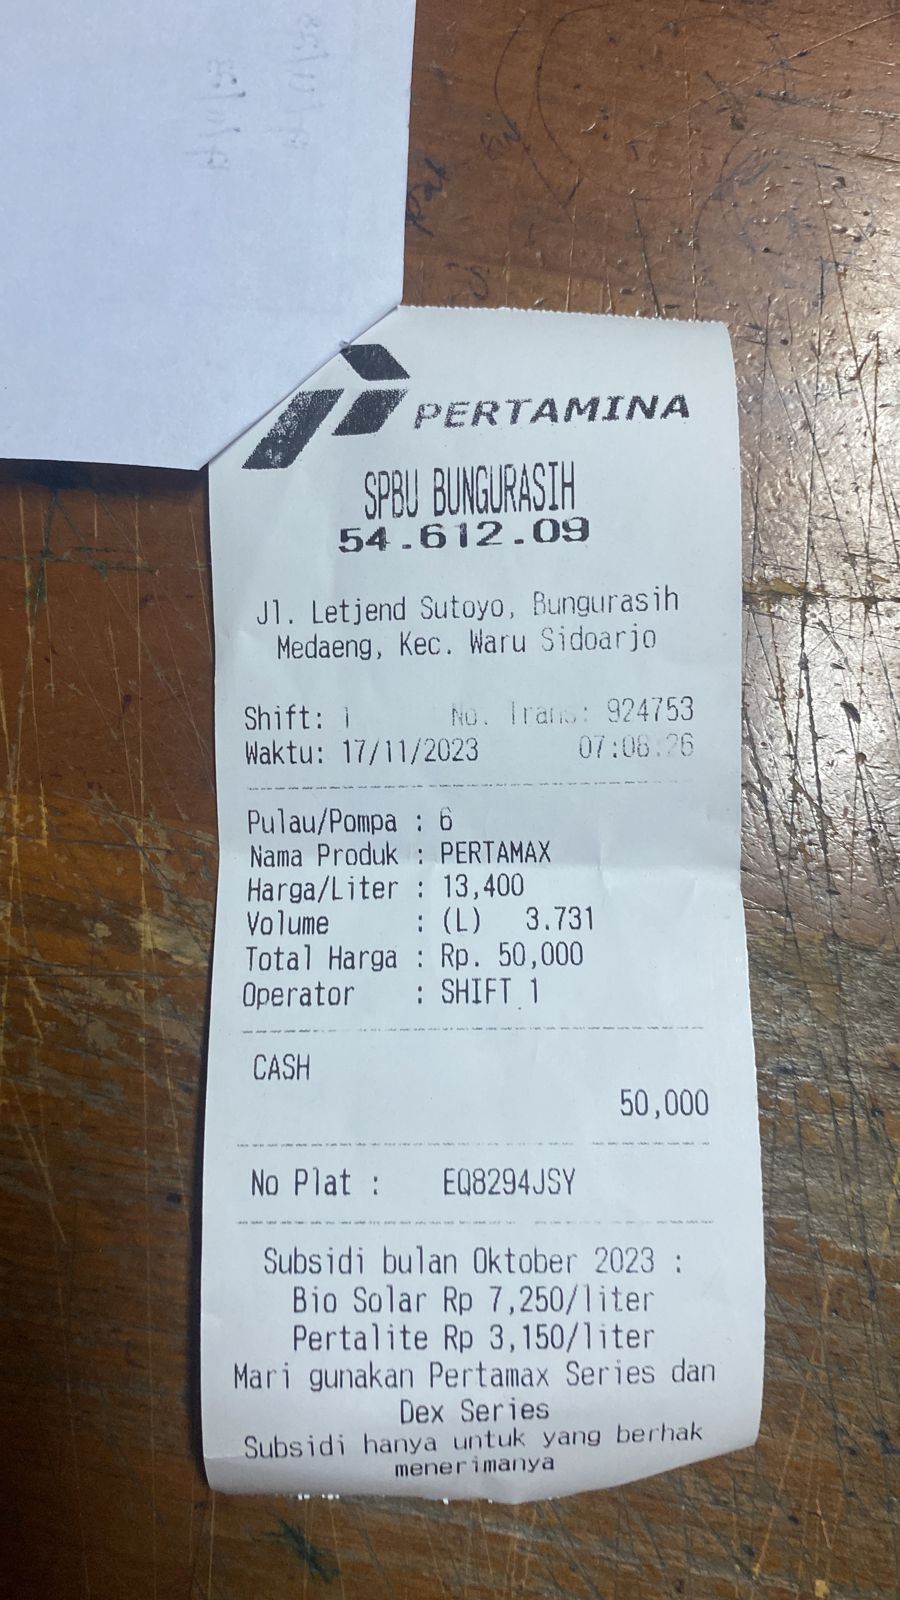 PERTAMINA
SPBU BUNGURASIH
54.612.09
Jl. Letjend Sutoyo, Bungurasih
Medaeng, Kec. Waru Sidoarjo
Shift: 1 No. Trans: 924753
Waktu: 17/11/2023 07:08:26
Pulau/Pompa : 6
Nama Produk : PERTAMAX
Harga/Liter : 13,400
Volume : (L) 3.731
Total Harga : Rp. 50,000
Operator : SHIFT 1
CASH
50,000
No Plat : EQ8294JSY
Subsidi bulan Oktober 2023 :
Bio Solar Rp 7,250/liter
Pertalite Rp 3,150/liter
Mari gunakan Pertamax Series dan
Dex Series
Subsidi hanya untuk yang berhak
menerimanya